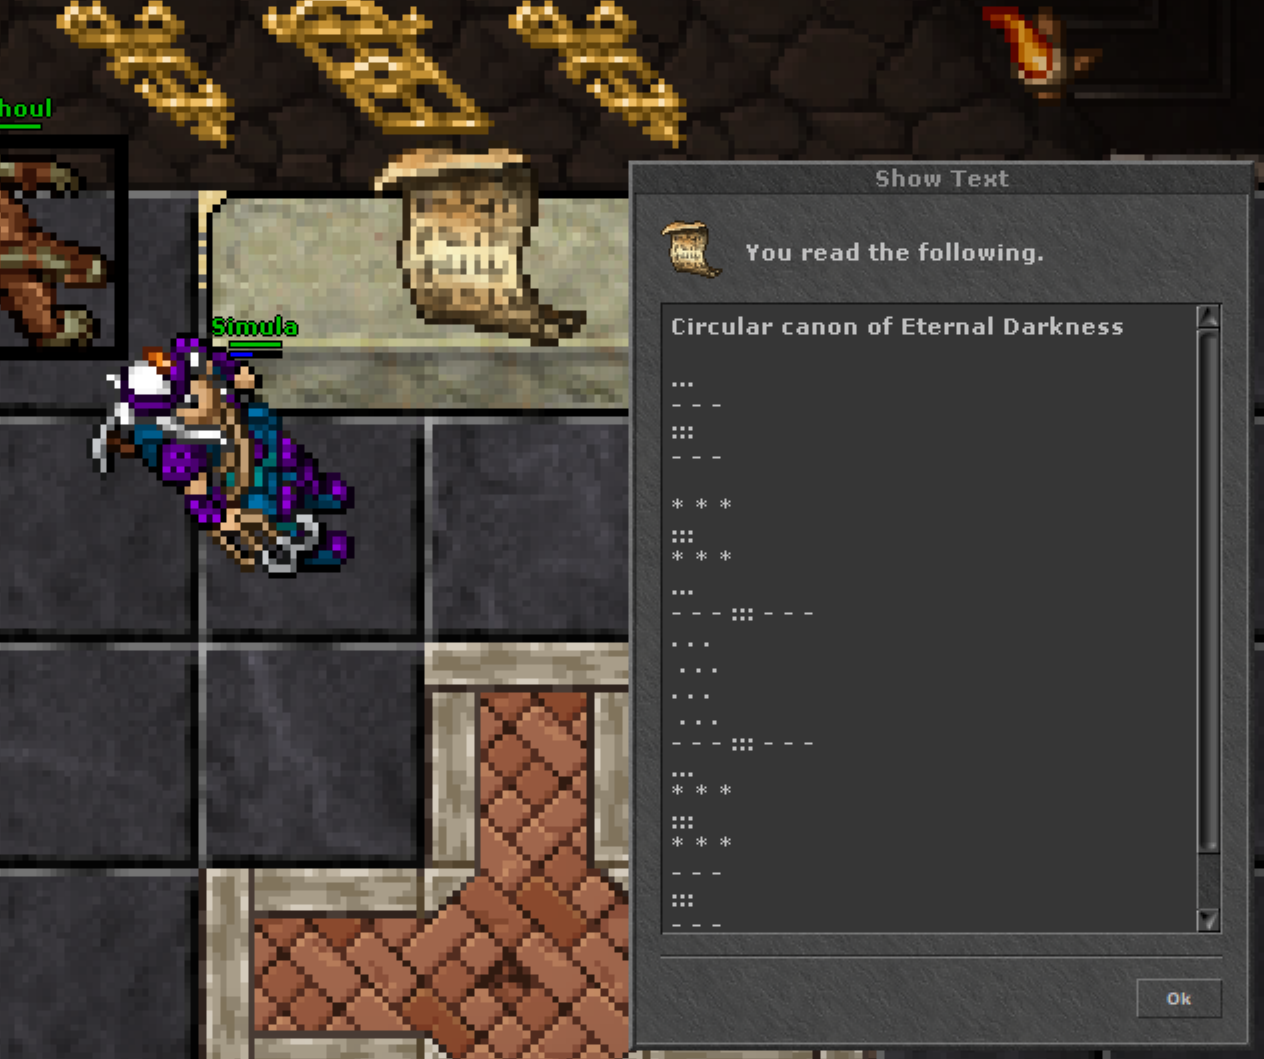 houl
Simula
Show Text
You read the following.
Circular canon of Eternal Darkness
...
- - -
:::
- - -
* * *
:::
* * *
...
- - - ::: - - -
. . .
 . . .
. . .
 . . .
- - - ::: - - -
...
* * *
:::
* * *
- - -
:::
- - -
Ok